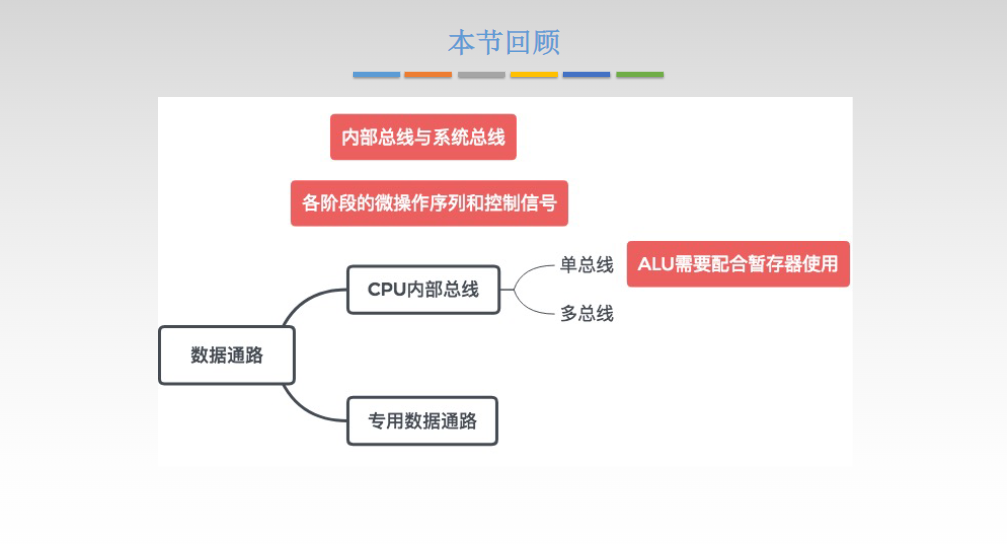 本节回顾
内部总线与系统总线
各阶段的微操作序列和控制信号
单总线
ALU需要配合暂存器使用
CPU内部总线
多总线
数据通路
专用数据通路